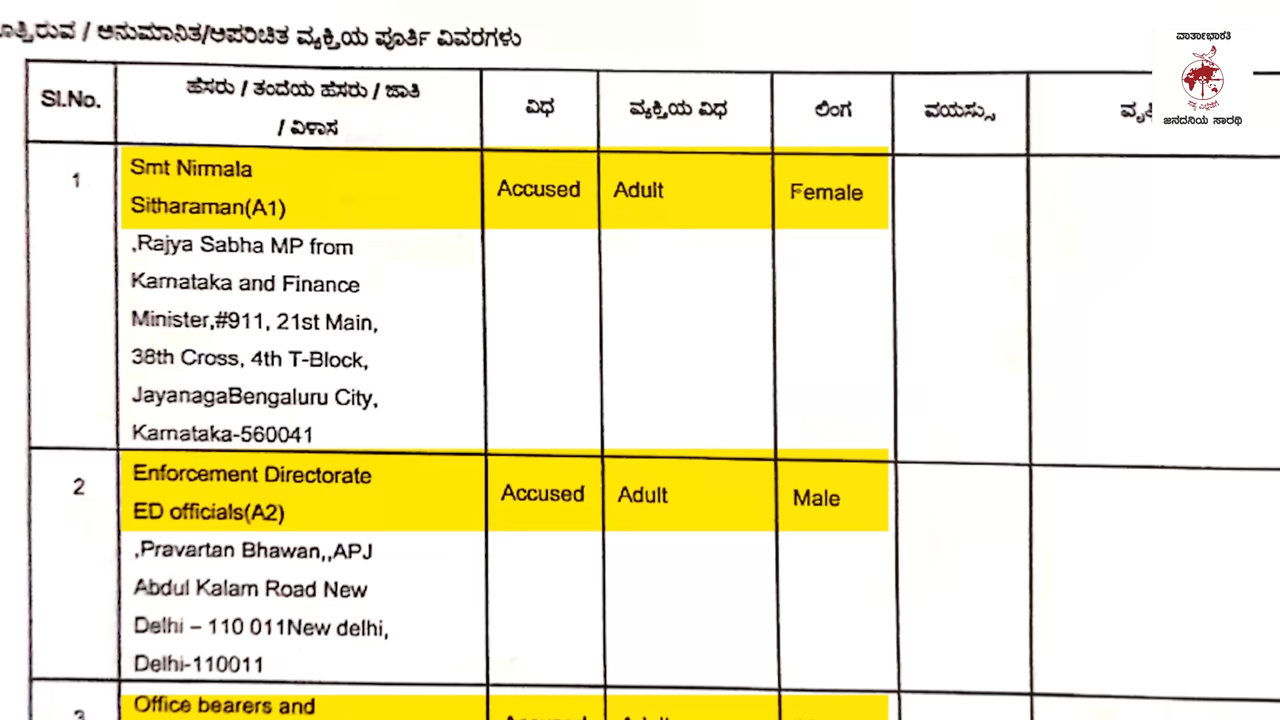 / ಅನುಮಾನಿತ/ಅಪರಿಚಿತ ವ್ಯಕ್ತಿಯ ಪೂರ್ತಿ ವಿವರಗಳು
ವಾರ್ತಾಭಾರತಿ
ಜನದನಿಯ ಸಾರಥಿ
Sl.No.
ಹೆಸರು / ತಂದೆಯ ಹೆಸರು / ಜಾತಿ
/ ವಿಳಾಸ
ವಿಧ
ವ್ಯಕ್ತಿಯ ವಿಧ
ಲಿಂಗ
ವಯಸ್ಸು
1
Smt Nirmala
Sitharaman(A1)
,Rajya Sabha MP from
Karnataka and Finance
Minister,#911, 21st Main,
38th Cross, 4th T-Block,
JayanagaBengaluru City,
Karnataka-560041
Accused
Adult
Female
2
Enforcement Directorate
ED officials(A2)
,Pravartan Bhawan,,APJ
Abdul Kalam Road New
Delhi – 110 011New delhi,
Delhi-110011
Accused
Adult
Male
3
Office bearers and